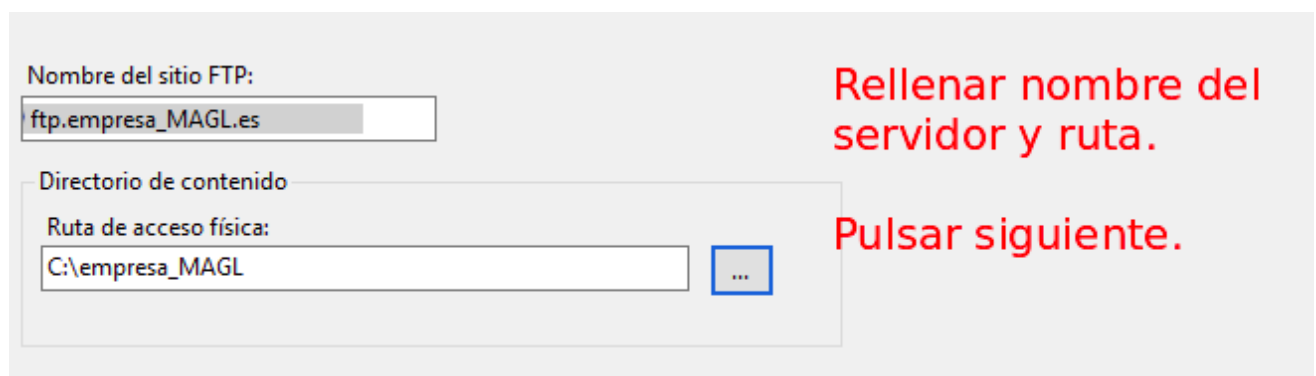 Nombre del sitio FTP:
ftp.empresa_MAGL.es
Directorio de contenido
Ruta de acceso física:
C:\empresa_MAGL
...
Rellenar nombre del
servidor y ruta.
Pulsar siguiente.